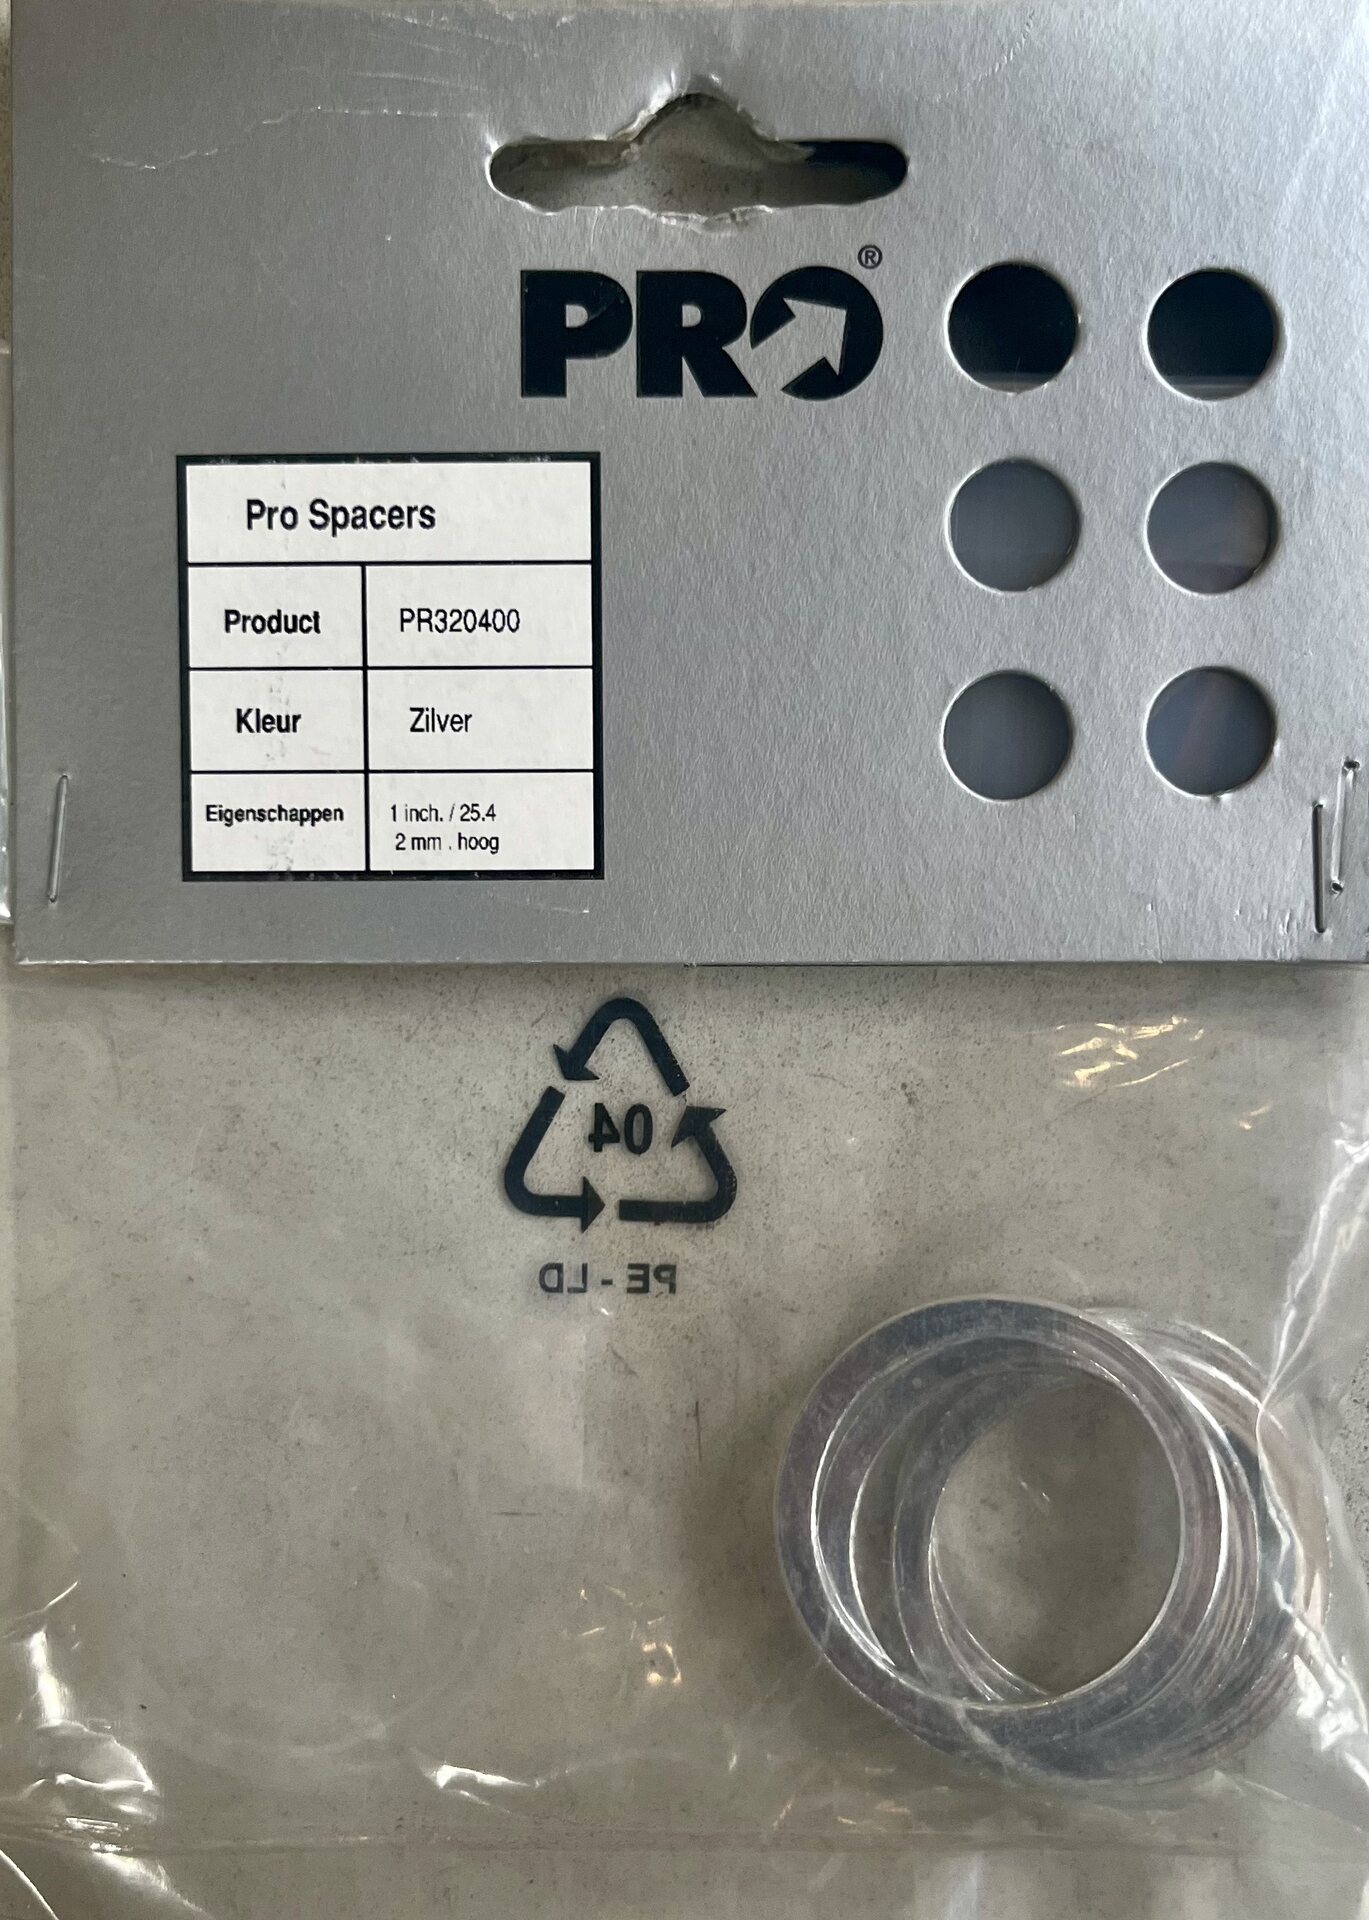 PRO®
Pro Spacers
Product PR320400
Kleur Zilver
Eigenschappen 1 inch. / 25.4
2 mm . hoog
04
PE - LD